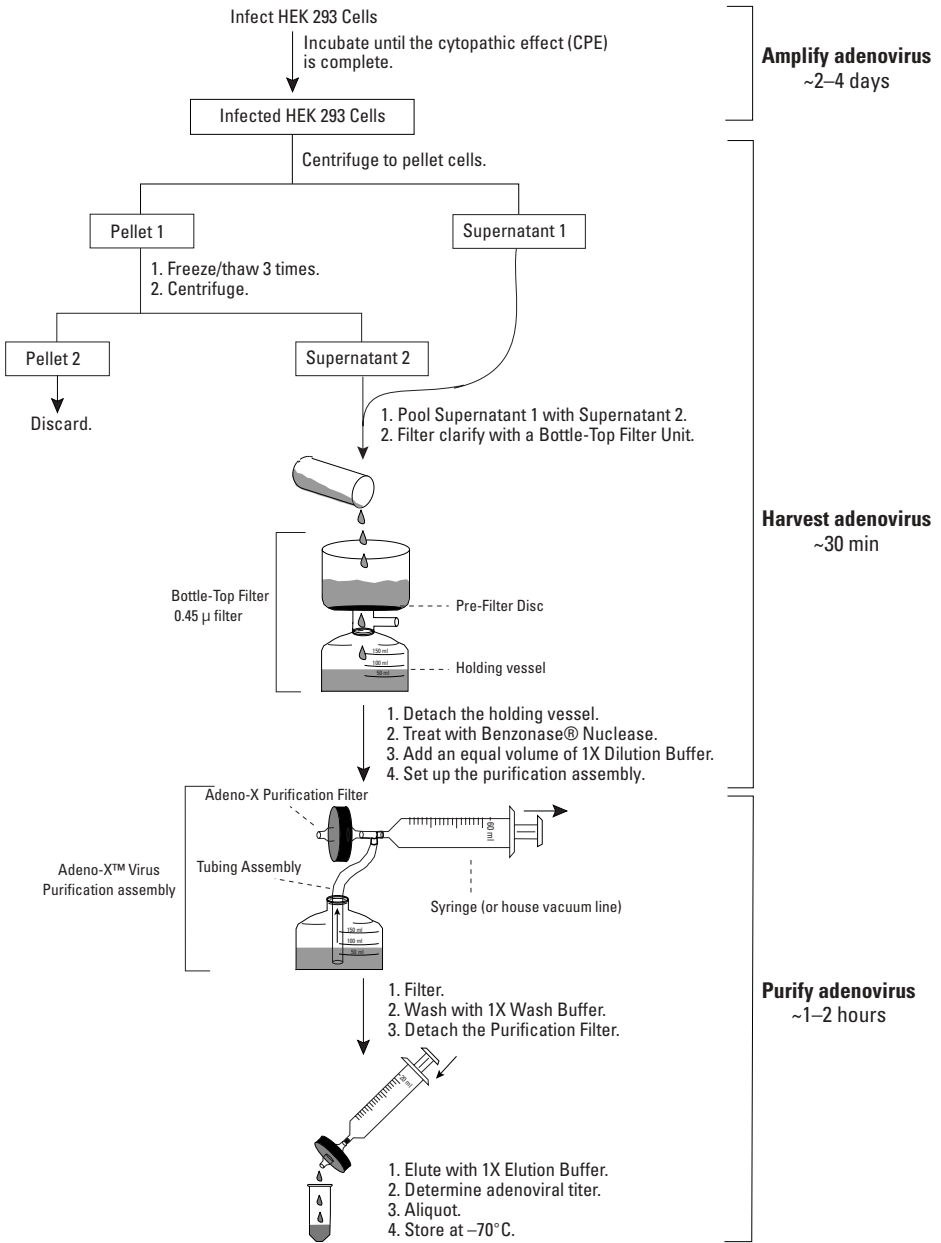 Infect HEK 293 Cells
Incubate until the cytopathic effect (CPE)
is complete.
Amplify adenovirus
~2–4 days
Infected HEK 293 Cells
Centrifuge to pellet cells.
Pellet 1
Supernatant 1
1. Freeze/thaw 3 times.
2. Centrifuge.
Pellet 2
Supernatant 2
Discard.
1. Pool Supernatant 1 with Supernatant 2.
2. Filter clarify with a Bottle-Top Filter Unit.
Harvest adenovirus
~30 min
Bottle-Top Filter
0.45 µ filter
Pre-Filter Disc
150 ml
100 ml
50 ml
Holding vessel
1. Detach the holding vessel.
2. Treat with Benzonase® Nuclease.
3. Add an equal volume of 1X Dilution Buffer.
4. Set up the purification assembly.
Adeno-X Purification Filter
60 ml
Adeno-X™ Virus
Purification assembly
Tubing Assembly
Syringe (or house vacuum line)
150 ml
100 ml
50 ml
1. Filter.
2. Wash with 1X Wash Buffer.
3. Detach the Purification Filter.
Purify adenovirus
~1–2 hours
20 ml
1. Elute with 1X Elution Buffer.
2. Determine adenoviral titer.
3. Aliquot.
4. Store at –70°C.